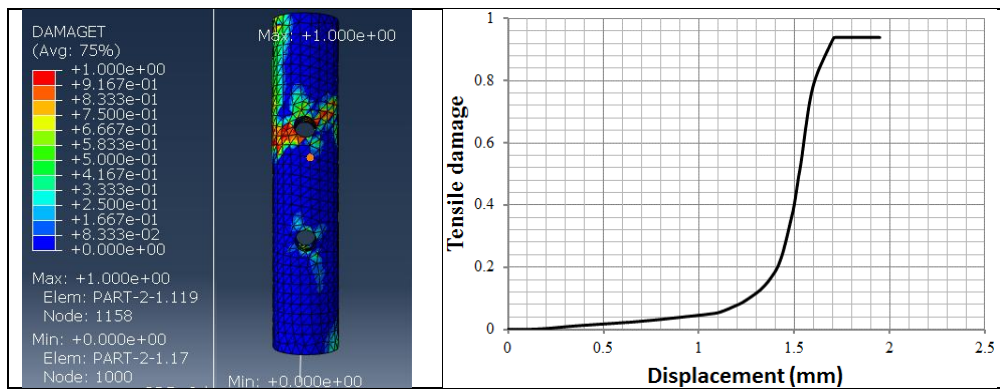 DAMAGET
(Avg: 75%)
+1.000e+00
+9.167e-01
+8.333e-01
+7.500e-01
+6.667e-01
+5.833e-01
+5.000e-01
+4.167e-01
+3.333e-01
+2.500e-01
+1.667e-01
+8.333e-02
+0.000e+00
Max: +1.000e+00
Elem: PART-2-1.119
Node: 1158
Min: +0.000e+00
Elem: PART-2-1.17
Node: 1000
Max: +1.000e+00
Min: +0.000e+00
Tensile damage
1
0.8
0.6
0.4
0.2
0
0 0.5 1 1.5 2 2.5
Displacement (mm)